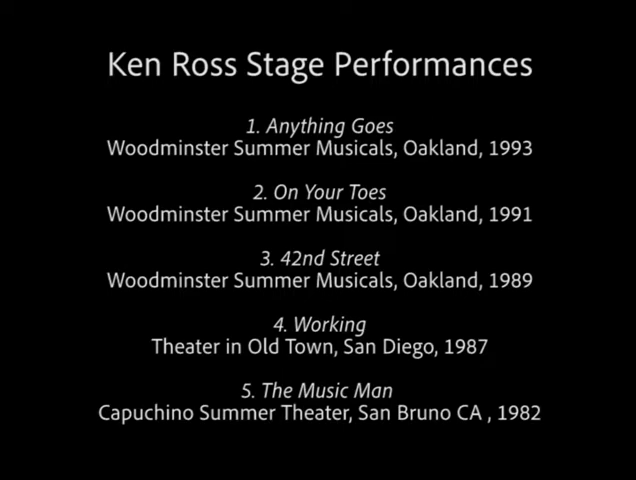 Ken Ross Stage Performances
1. Anything Goes
Woodminster Summer Musicals, Oakland, 1993
2. On Your Toes
Woodminster Summer Musicals, Oakland, 1991
3. 42nd Street
Woodminster Summer Musicals, Oakland, 1989
4. Working
Theater in Old Town, San Diego, 1987
5. The Music Man
Capuchino Summer Theater, San Bruno CA , 1982